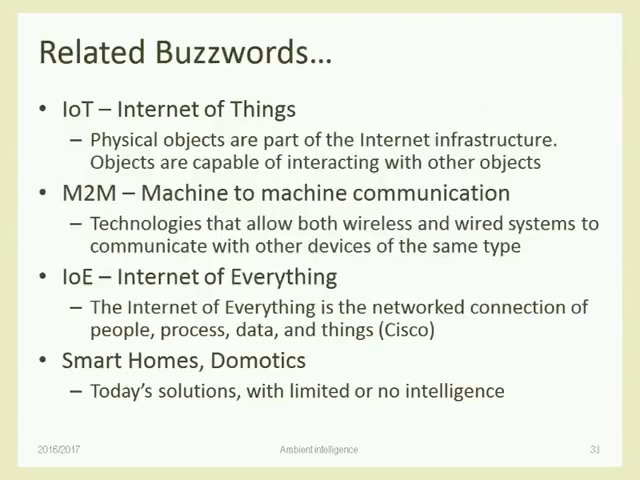 Related Buzzwords…
• IoT – Internet of Things
– Physical objects are part of the Internet infrastructure.
Objects are capable of interacting with other objects
• M2M – Machine to machine communication
– Technologies that allow both wireless and wired systems to
communicate with other devices of the same type
• IoE – Internet of Everything
– The Internet of Everything is the networked connection of
people, process, data, and things (Cisco)
• Smart Homes, Domotics
– Today's solutions, with limited or no intelligence
2016/2017 Ambient intelligence 31